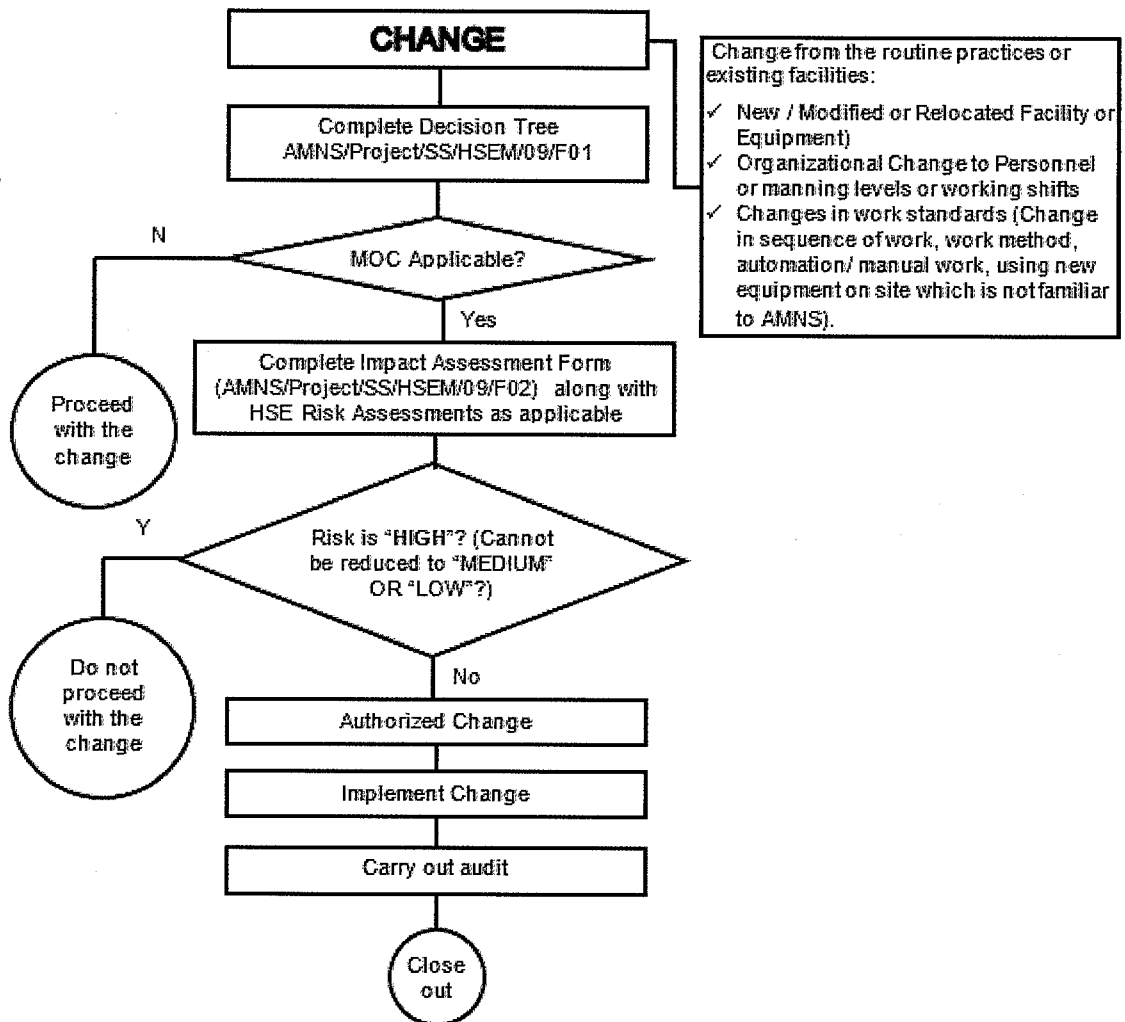 CHANGE
Change from the routine practices or
existing facilities:
✓ New / Modified or Relocated Facility or
Equipment)
✓ Organizational Change to Personnel
or manning levels or working shifts
✓ Changes in work standards (Change
in sequence of work, work method,
automation/ manual work, using new
equipment on site which is not familiar
to AMNS).
Complete Decision Tree
AMNS/Project/SS/HSEM/09/F01
N
MOC Applicable?
Yes
Proceed
with the
change
Complete Impact Assessment Form
(AMNS/Project/SS/HSEM/09/F02) along with
HSE Risk Assessments as applicable
Y
Risk is "HIGH"? (Cannot
be reduced to "MEDIUM"
OR "LOW"?)
Do not
proceed
with the
change
No
Authorized Change
Implement Change
Carry out audit
Close
out